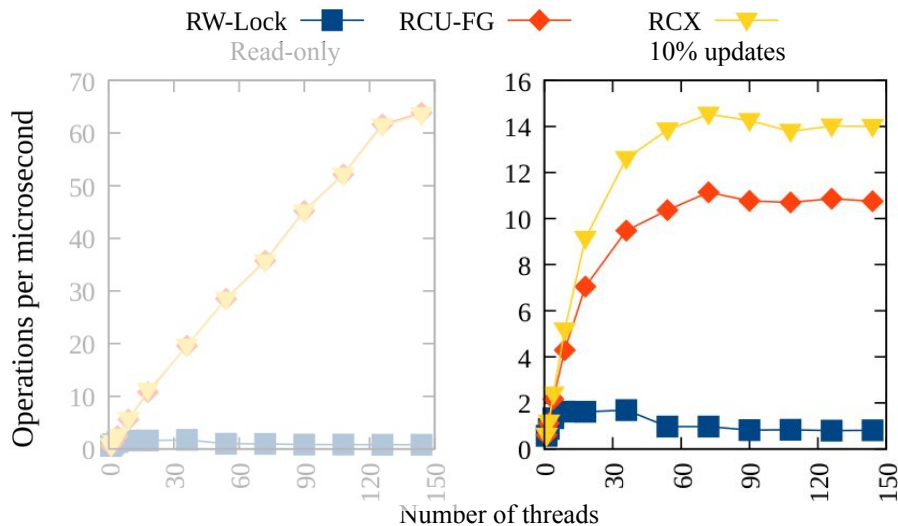 RW-Lock RCU-FG RCX
Read-only 10% updates
Operations per microsecond
70
60
50
40
30
20
10
0
0 30 60 90 120 150
16
14
12
10
8
6
4
2
0
0 30 60 90 120 150
Number of threads